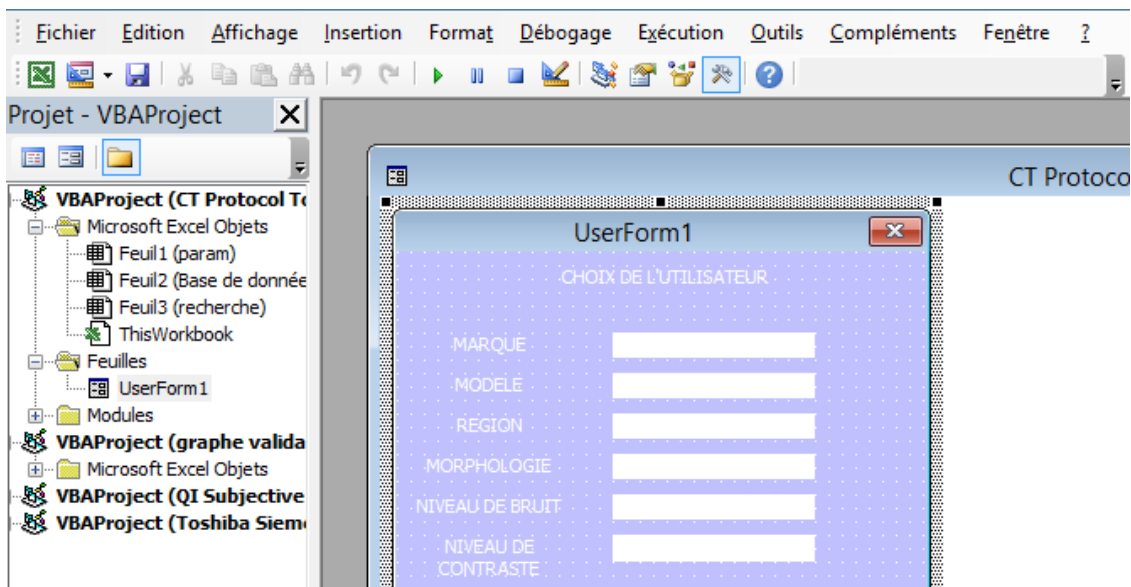 Fichier Edition Affichage Insertion Format Débogage Exécution Outils Compléments Fenêtre ?
Projet - VBAProject
VBAProject (CT Protocol
Microsoft Excel Objets
Feuil1 (param)
Feuil2 (Base de donnée
Feuil3 (recherche)
ThisWorkbook
Feuilles
UserForm1
Modules
VBAProject (graphe valida
Microsoft Excel Objets
VBAProject (QI Subjective
VBAProject (Toshiba Siem
CT Protoco
UserForm1
CHOIX DE L'UTILISATEUR
MARQUE
MODELE
REGION
MORPHOLOGIE
NIVEAU DE BRUIT
NIVEAU DE
CONTRASTE